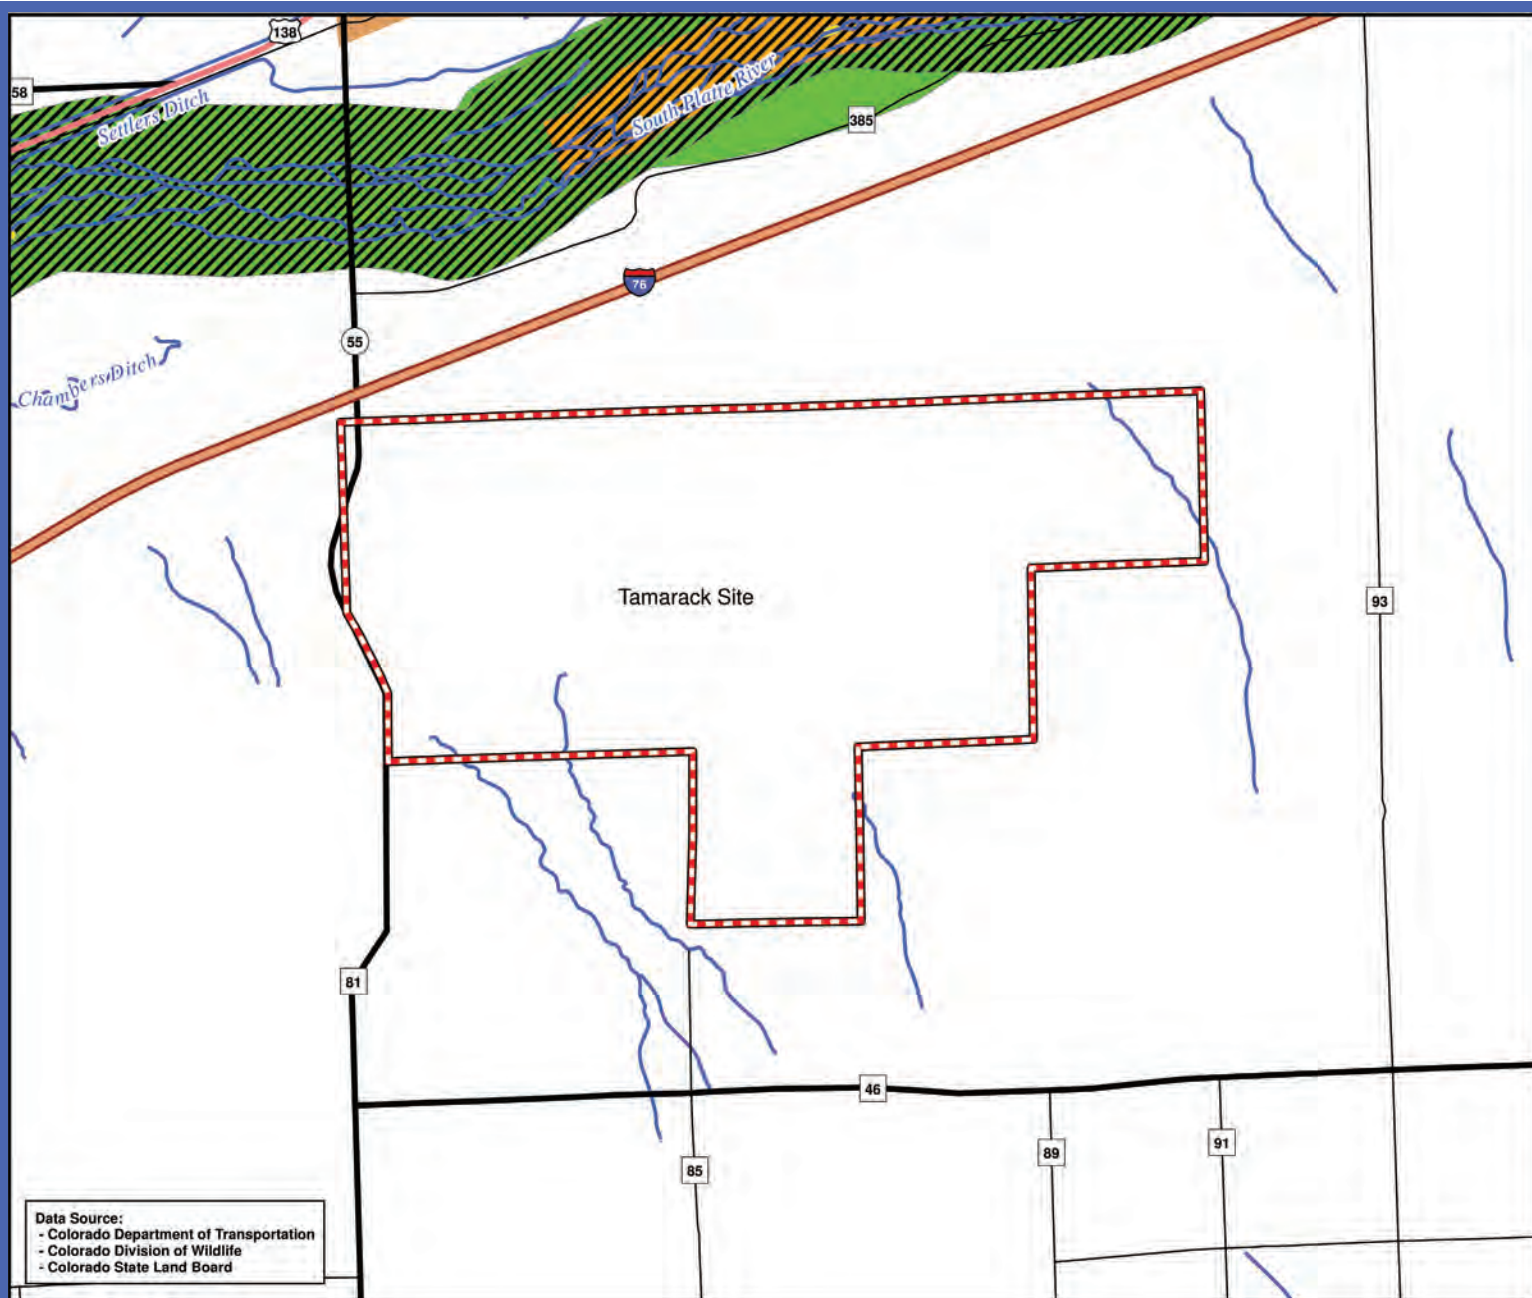 138
58
Settlers Ditch
South Platte River
385
76
55
Chambers Ditch
Tamarack Site
93
81
46
85
89
91
Data Source:
- Colorado Department of Transportation
- Colorado Division of Wildlife
- Colorado State Land Board